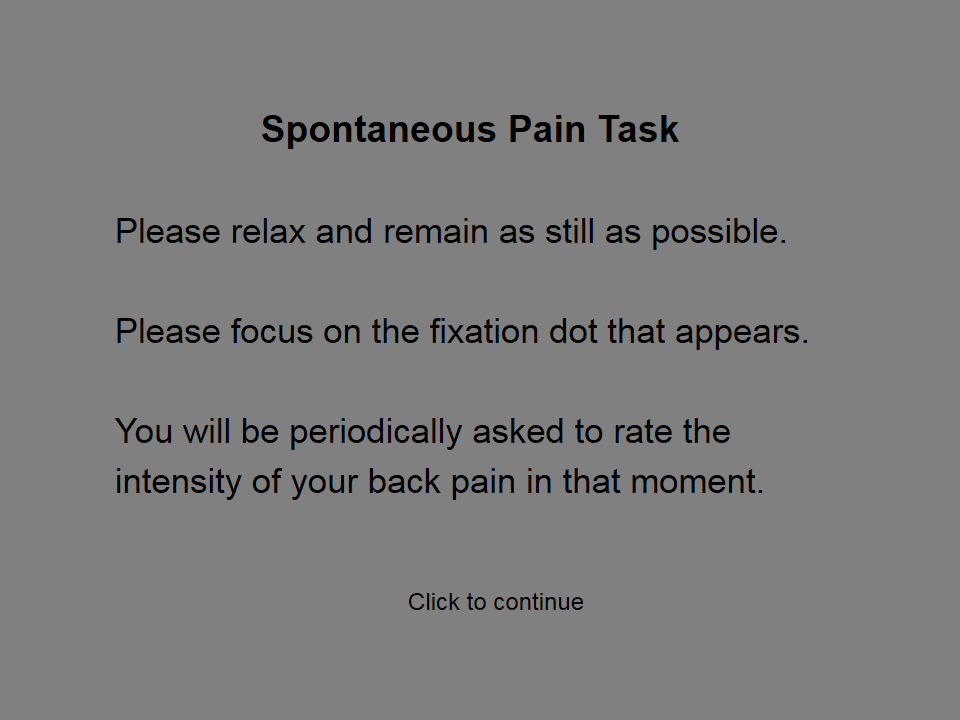 Spontaneous Pain Task
Please relax and remain as still as possible.
Please focus on the fixation dot that appears.
You will be periodically asked to rate the
intensity of your back pain in that moment.
Click to continue